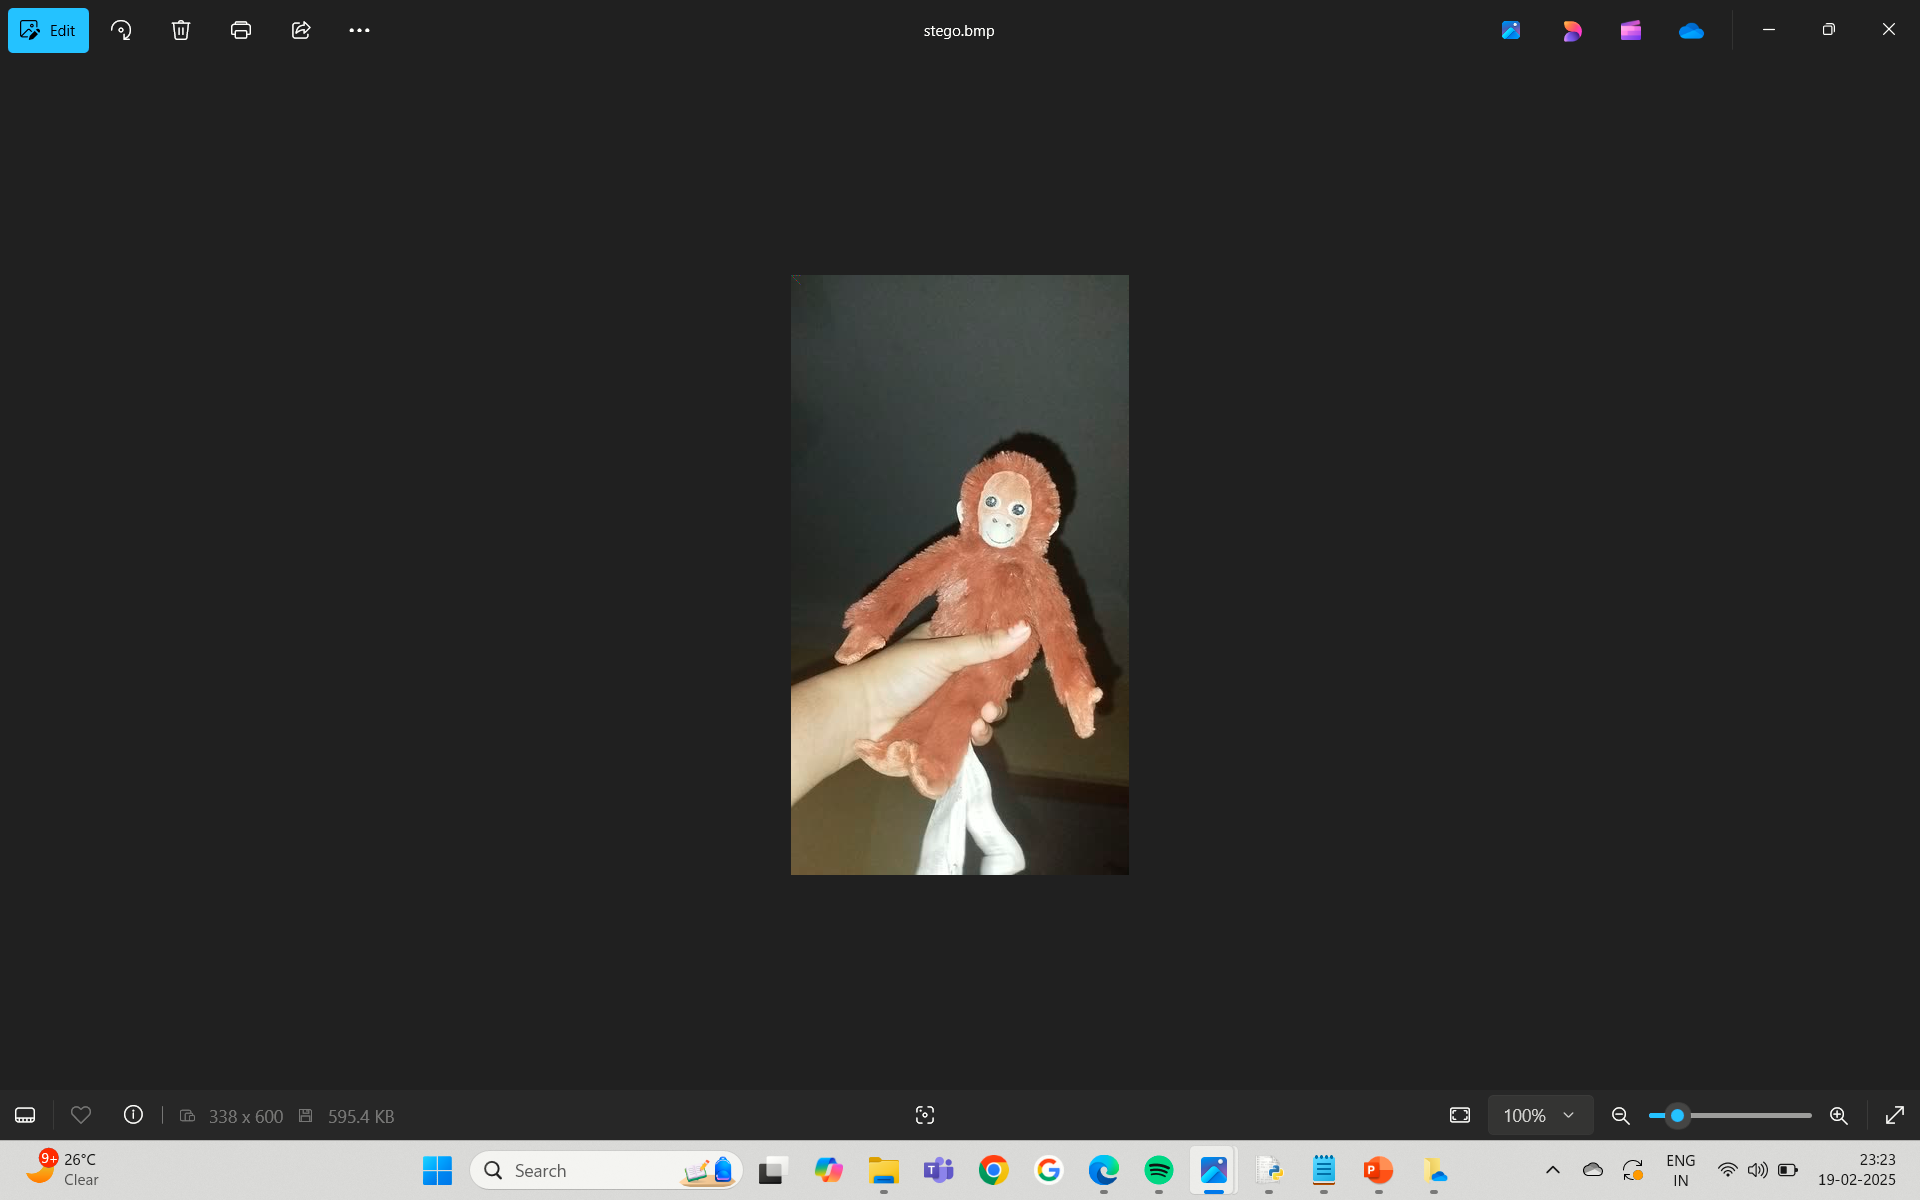 Edit
stego.bmp
338 x 600
595.4 KB
100%
9+
26°C
Clear
Search
T
P
ENG
IN
23:23
19-02-2025